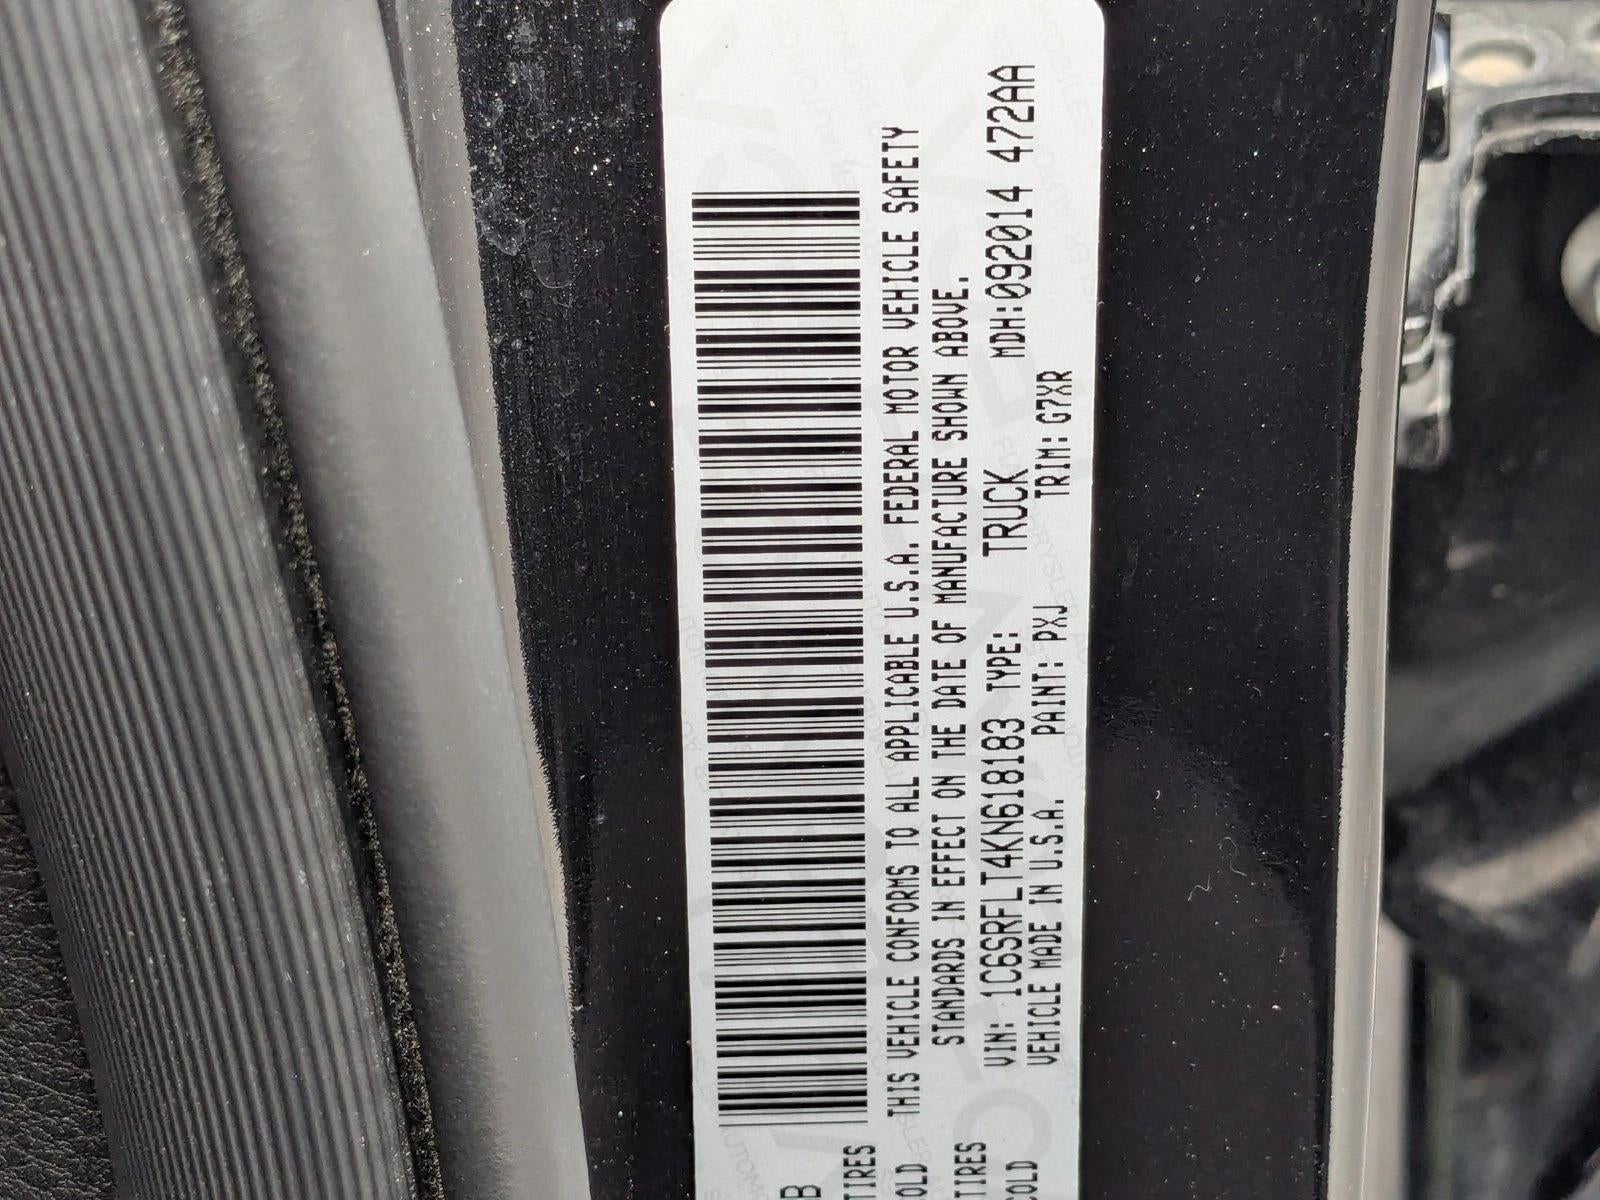 THIS VEHICLE CONFORMS TO ALL APPLICABLE U.S.A. FEDERAL MOTOR VEHICLE SAFETY
STANDARDS IN EFFECT ON THE DATE OF MANUFACTURE SHOWN ABOVE.
VIN: 1C6SRFLT4KN618183 TYPE: TRUCK MDH:092014 472AA
VEHICLE MADE IN U.S.A. PAINT: PXJ TRIM: G7XR
B
TIRES
OLD
TIRES
COLD